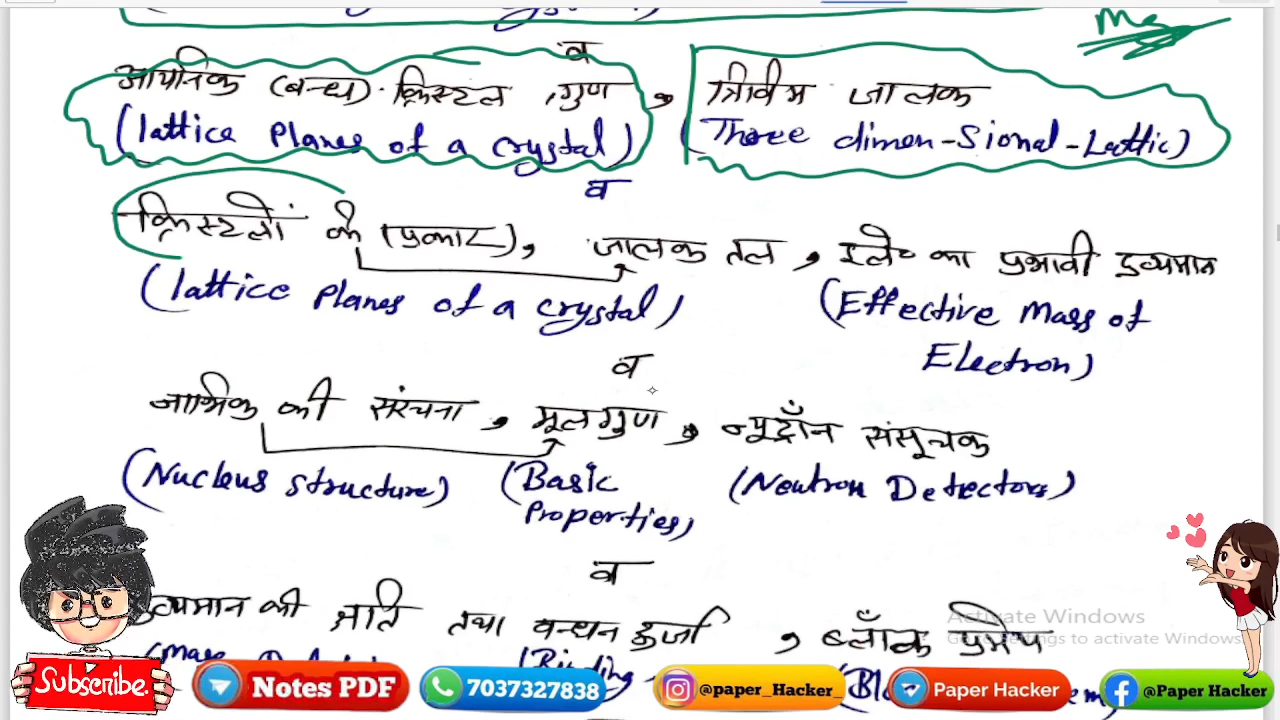 व
आयनिक (बन्ध) क्रिस्टल गुण , त्रिविम जालक
(lattice Planes of a crystal) (Three dimen-Sional-Lattic)
व
क्रिस्टलों के (प्रकार), जालक तल , इले० का प्रभावी द्रव्यमान
(lattice Planes of a crystal) (Effective Mass of
Electron)
व
नाभिक की संरचना , मूलगुण , न्यूट्रॉन संसूचक
(Nucleus structure) (Basic Properties) (Neutron Detectors)
व
द्रव्यमान की क्षति तथा बन्धन ऊर्जा , ब्लॉक प्रमेय
Activate Windows
Go to Settings to activate Windows.
Subscribe.
Notes PDF
7037327838
@paper_Hacker_
Paper Hacker
@Paper Hacker